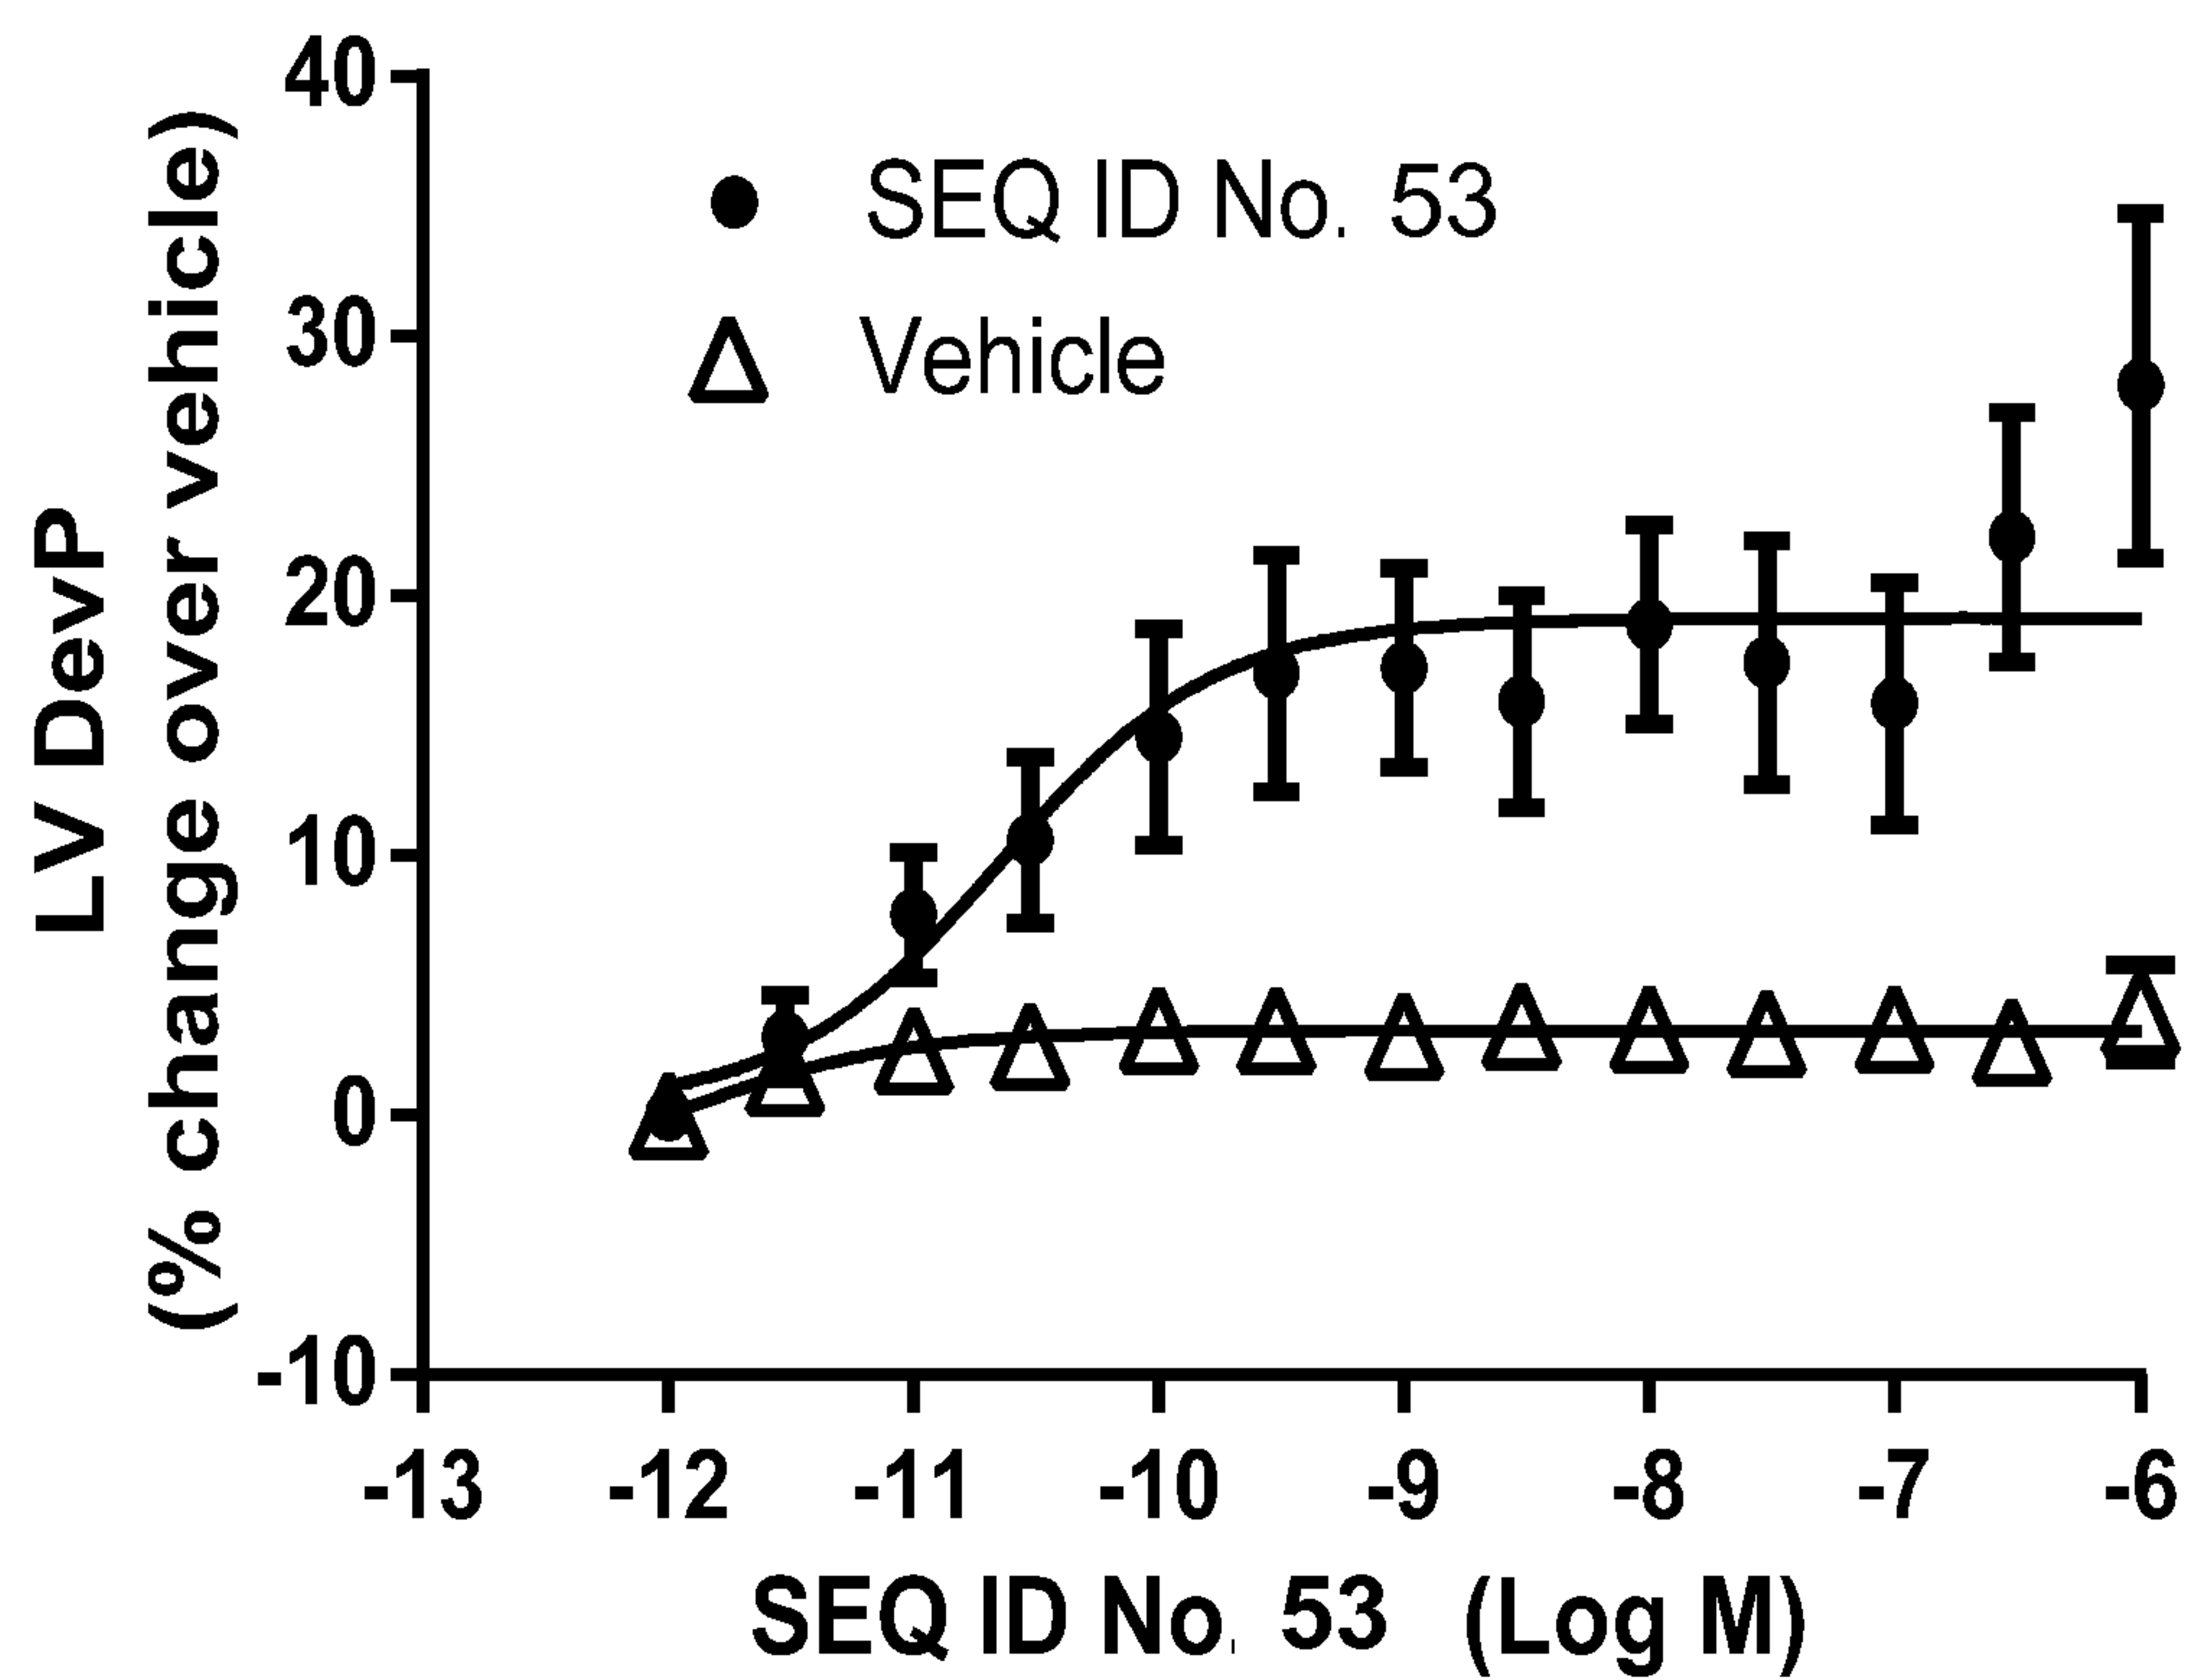 LV DevP
(% change over vehicle)
40
30
20
10
0
-10
SEQ ID No. 53
Vehicle
-13 -12 -11 -10 -9 -8 -7 -6
SEQ ID No. 53 (Log M)